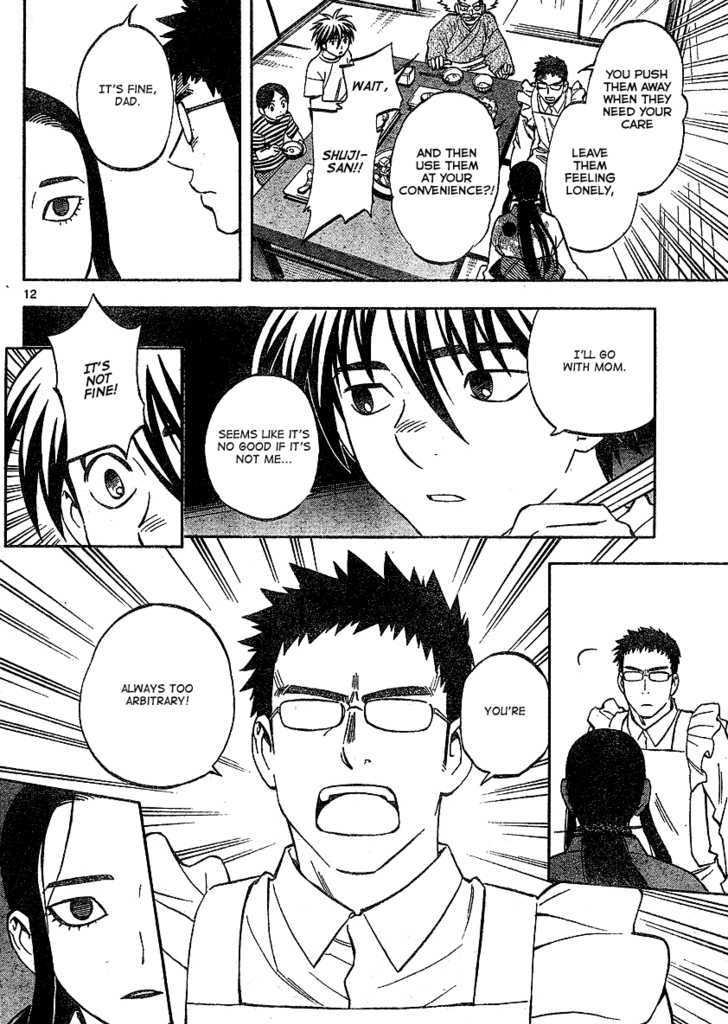 YOU PUSH
THEM AWAY
WHEN THEY
NEED YOUR
CARE
LEAVE
THEM
FEELING
LONELY,
AND THEN
USE THEM
AT YOUR
CONVENIENCE?!
WAIT,
SHUJI-
SAN!!
IT'S FINE,
DAD.
12
I'LL GO
WITH MOM.
SEEMS LIKE IT'S
NO GOOD IF IT'S
NOT ME...
IT'S
NOT
FINE!
YOU'RE
ALWAYS TOO
ARBITRARY!